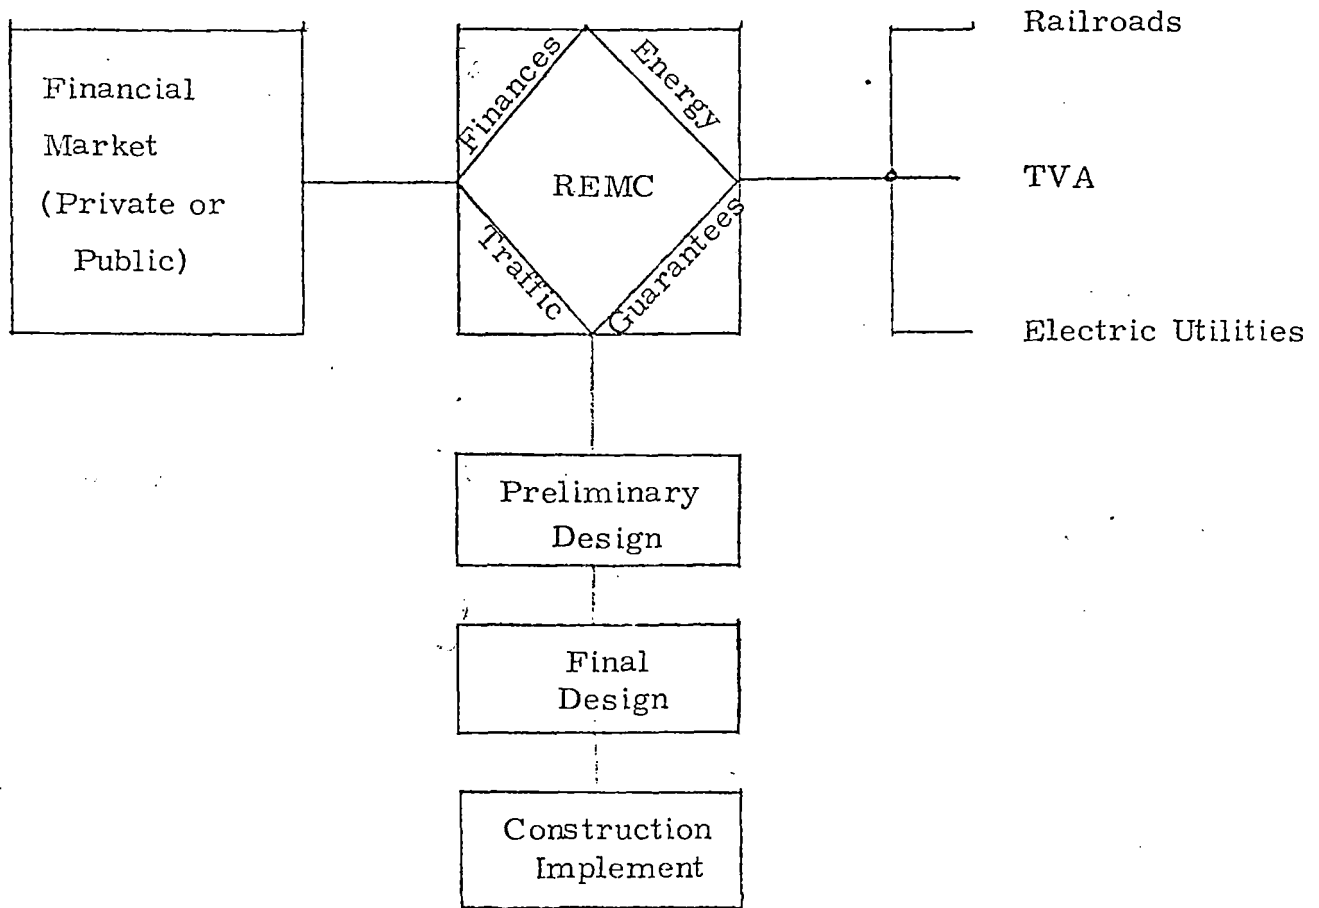 Financial
Market
(Private or
Public)
Finances
Energy
REMC
Traffic
Guarantees
Railroads
TVA
Electric Utilities
Preliminary
Design
Final
Design
Construction
Implement